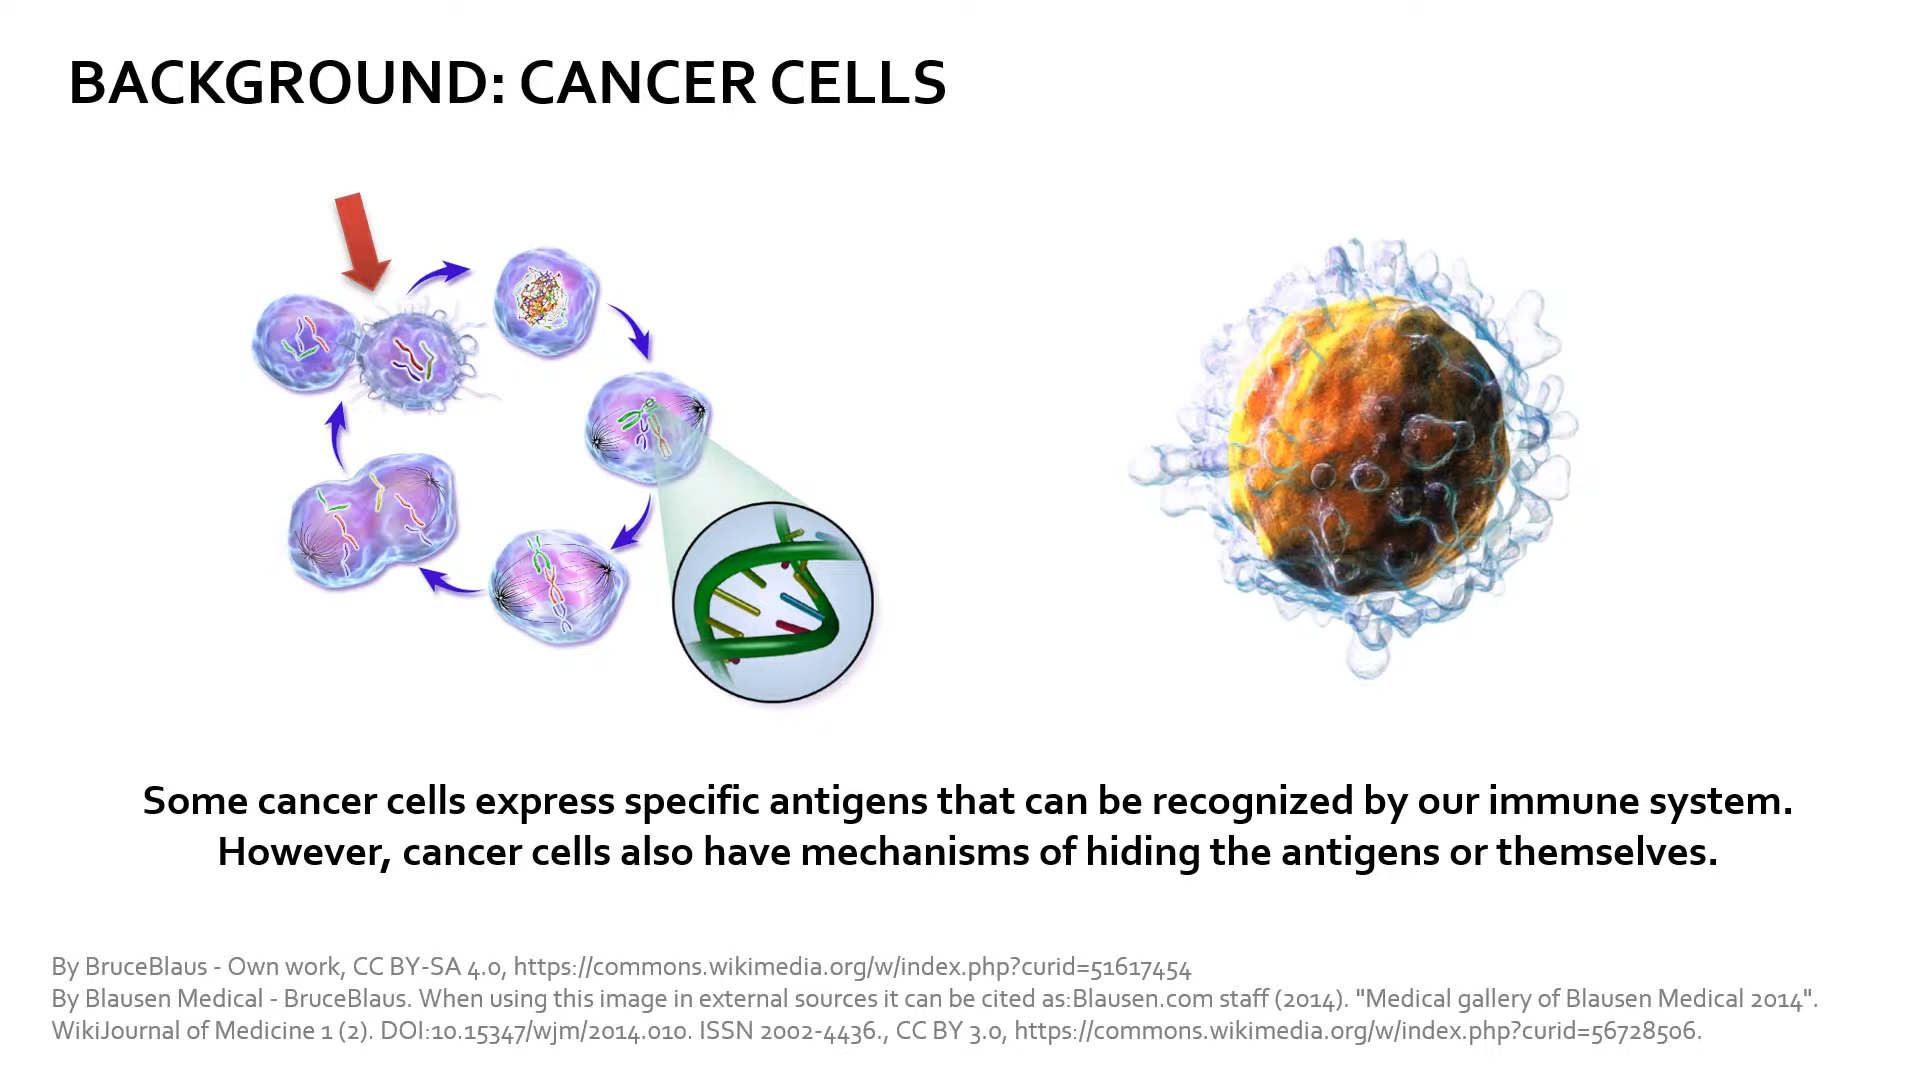 BACKGROUND: CANCER CELLS
Some cancer cells express specific antigens that can be recognized by our immune system.
However, cancer cells also have mechanisms of hiding the antigens or themselves.
By BruceBlaus - Own work, CC BY-SA 4.0, https://commons.wikimedia.org/w/index.php?curid=51617454
By Blausen Medical - BruceBlaus. When using this image in external sources it can be cited as:Blausen.com staff (2014). "Medical gallery of Blausen Medical 2014".
WikiJournal of Medicine 1 (2). DOI:10.15347/wjm/2014.010. ISSN 2002-4436., CC BY 3.0, https://commons.wikimedia.org/w/index.php?curid=56728506.